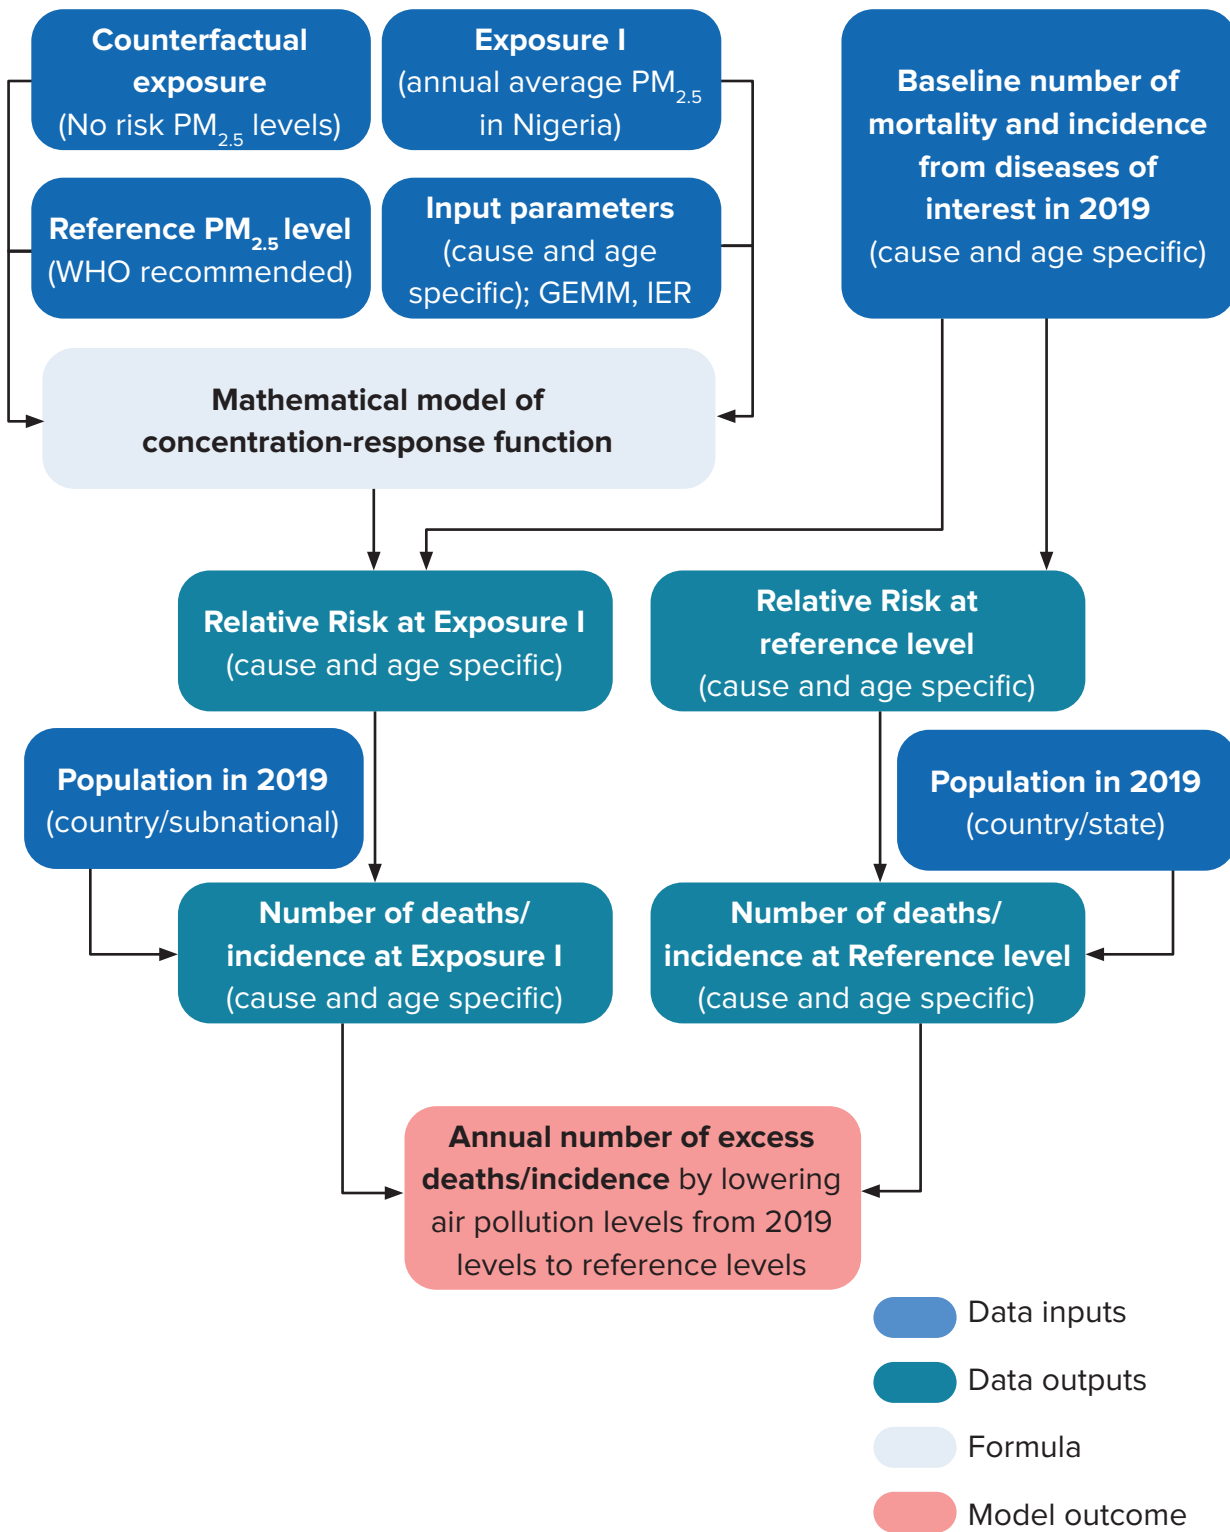 Counterfactual
exposure
(No risk PM2.5 levels)
Exposure I
(annual average PM2.5
in Nigeria)
Baseline number of
mortality and incidence
from diseases of
interest in 2019
(cause and age specific)
Reference PM2.5 level
(WHO recommended)
Input parameters
(cause and age
specific); GEMM, IER
Mathematical model of
concentration-response function
Relative Risk at Exposure I
(cause and age specific)
Relative Risk at
reference level
(cause and age specific)
Population in 2019
(country/subnational)
Population in 2019
(country/state)
Number of deaths/
incidence at Exposure I
(cause and age specific)
Number of deaths/
incidence at Reference level
(cause and age specific)
Annual number of excess
deaths/incidence by lowering
air pollution levels from 2019
levels to reference levels
Data inputs
Data outputs
Formula
Model outcome